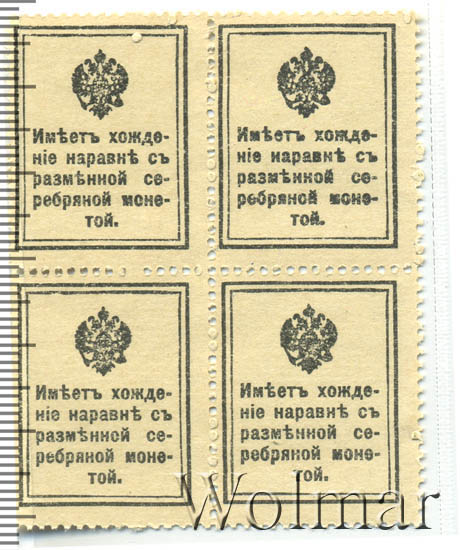 Имѣетъ хожде-
ніе наравнѣ съ
размѣнной се-
ребряной моне-
той.
Имѣетъ хожде-
ніе наравнѣ съ
размѣнной се-
ребряной моне-
той.
Имѣетъ хожде-
ніе наравнѣ съ
размѣнной се-
ребряной моне-
той.
Имѣетъ хожде-
ніе наравнѣ съ
размѣнной се-
ребряной моне-
той.
Wolmar